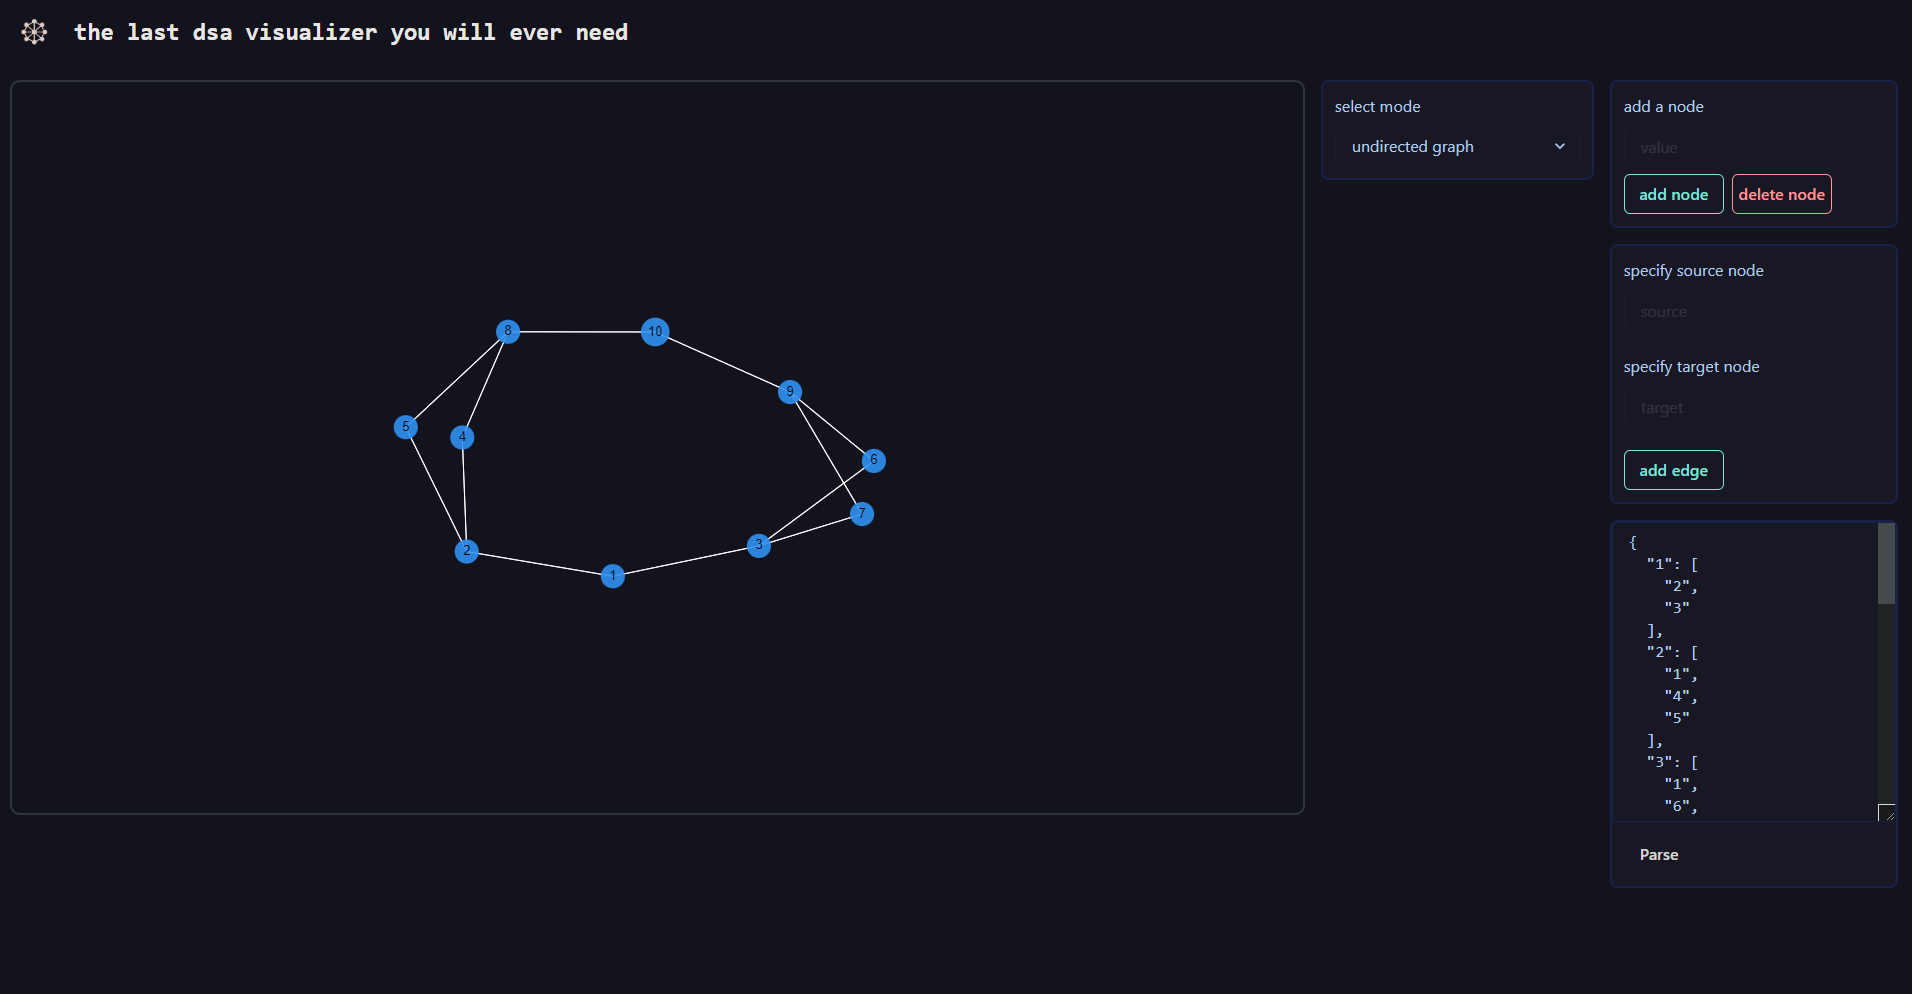 the last dsa visualizer you will ever need
8
10
9
5
4
6
7
2
3
1
select mode
undirected graph
add a node
value
add node
delete node
specify source node
source
specify target node
target
add edge
{
"1": [
"2",
"3"
],
"2": [
"1",
"4",
"5"
],
"3": [
"1",
"6",
Parse